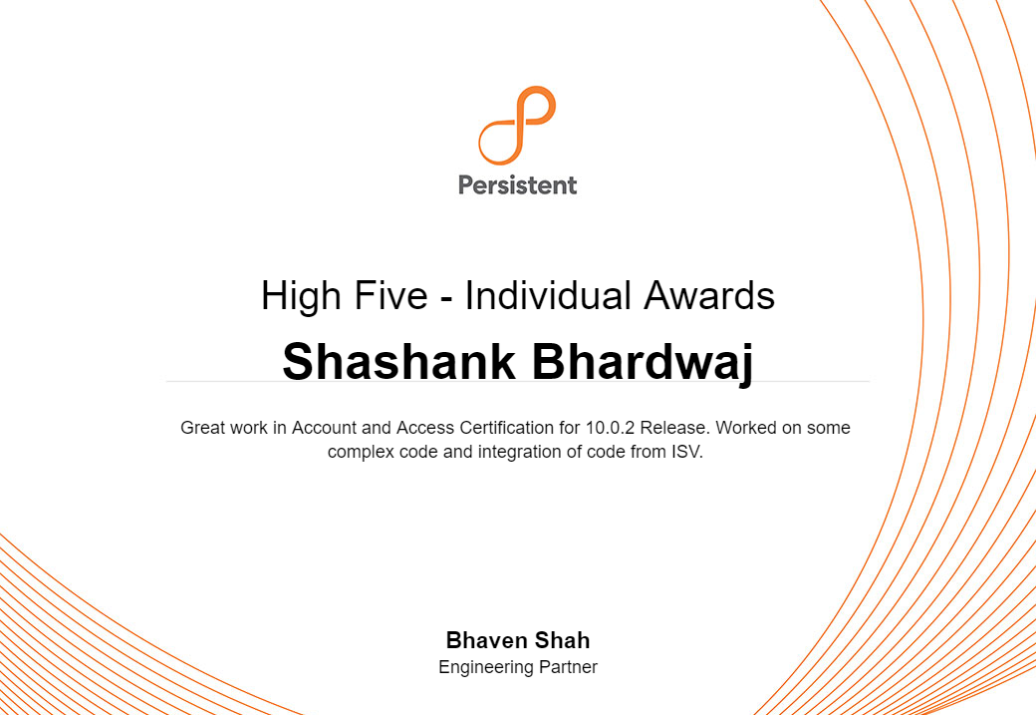 Persistent
High Five - Individual Awards
Shashank Bhardwaj
Great work in Account and Access Certification for 10.0.2 Release. Worked on some
complex code and integration of code from ISV.
Bhaven Shah
Engineering Partner